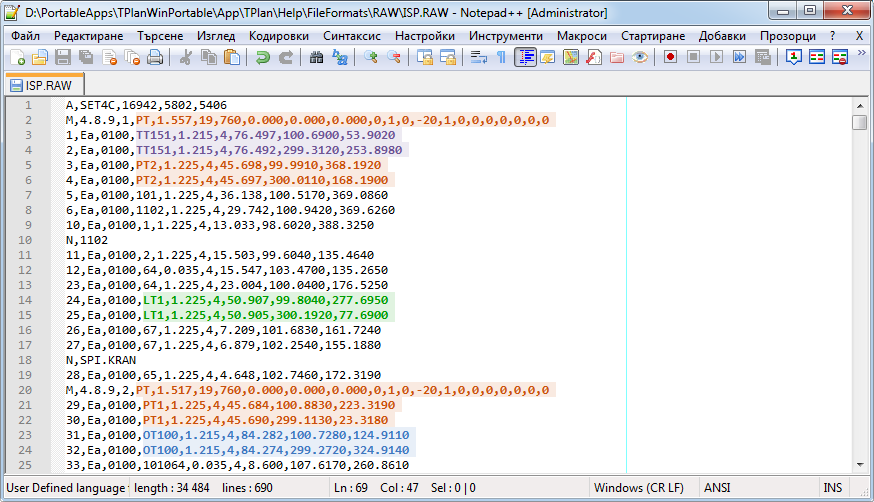 D:\PortableApps\TPlanWinPortable\App\TPlan\Help\FileFormats\RAW\ISP.RAW - Notepad++ [Administrator]
Файл Редактиране Търсене Изглед Кодировки Синтаксис Настройки Инструменти Макроси Стартиране Добавки Прозорци ? X
ISP.RAW
1 A,SET4C,16942,5802,5406
2 M,4.8.9,1,PT,1.557,19,760,0.000,0.000,0.000,0,1,0,-20,1,0,0,0,0,0,0,0
3 1,Ea,0100,TT151,1.215,4,76.497,100.6900,53.9020
4 2,Ea,0100,TT151,1.215,4,76.492,299.3120,253.8980
5 3,Ea,0100,PT2,1.225,4,45.698,99.9910,368.1920
6 4,Ea,0100,PT2,1.225,4,45.697,300.0110,168.1900
7 5,Ea,0100,101,1.225,4,36.138,100.5170,369.0860
8 6,Ea,0100,1102,1.225,4,29.742,100.9420,369.6260
9 10,Ea,0100,1,1.225,4,13.033,98.6020,388.3250
10 N,1102
11 11,Ea,0100,2,1.225,4,15.503,99.6040,135.4640
12 12,Ea,0100,64,0.035,4,15.547,103.4700,135.2650
13 23,Ea,0100,64,1.225,4,23.004,100.0400,176.5250
14 24,Ea,0100,LT1,1.225,4,50.907,99.8040,277.6950
15 25,Ea,0100,LT1,1.225,4,50.905,300.1920,77.6900
16 26,Ea,0100,67,1.225,4,7.209,101.6830,161.7240
17 27,Ea,0100,67,1.225,4,6.879,102.2540,155.1880
18 N,SPI.KRAN
19 28,Ea,0100,65,1.225,4,4.648,102.7460,172.3190
20 M,4.8.9,2,PT,1.517,19,760,0.000,0.000,0.000,0,1,0,-20,1,0,0,0,0,0,0,0
21 29,Ea,0100,PT1,1.225,4,45.684,100.8830,223.3190
22 30,Ea,0100,PT1,1.225,4,45.690,299.1130,23.3180
23 31,Ea,0100,OT100,1.215,4,84.282,100.7280,124.9110
24 32,Ea,0100,OT100,1.215,4,84.274,299.2720,324.9140
25 33,Ea,0100,101064,0.035,4,8.600,107.6170,260.8610
User Defined language length : 34 484 lines : 690 Ln : 69 Col : 47 Sel : 0 | 0 Windows (CR LF) ANSI INS